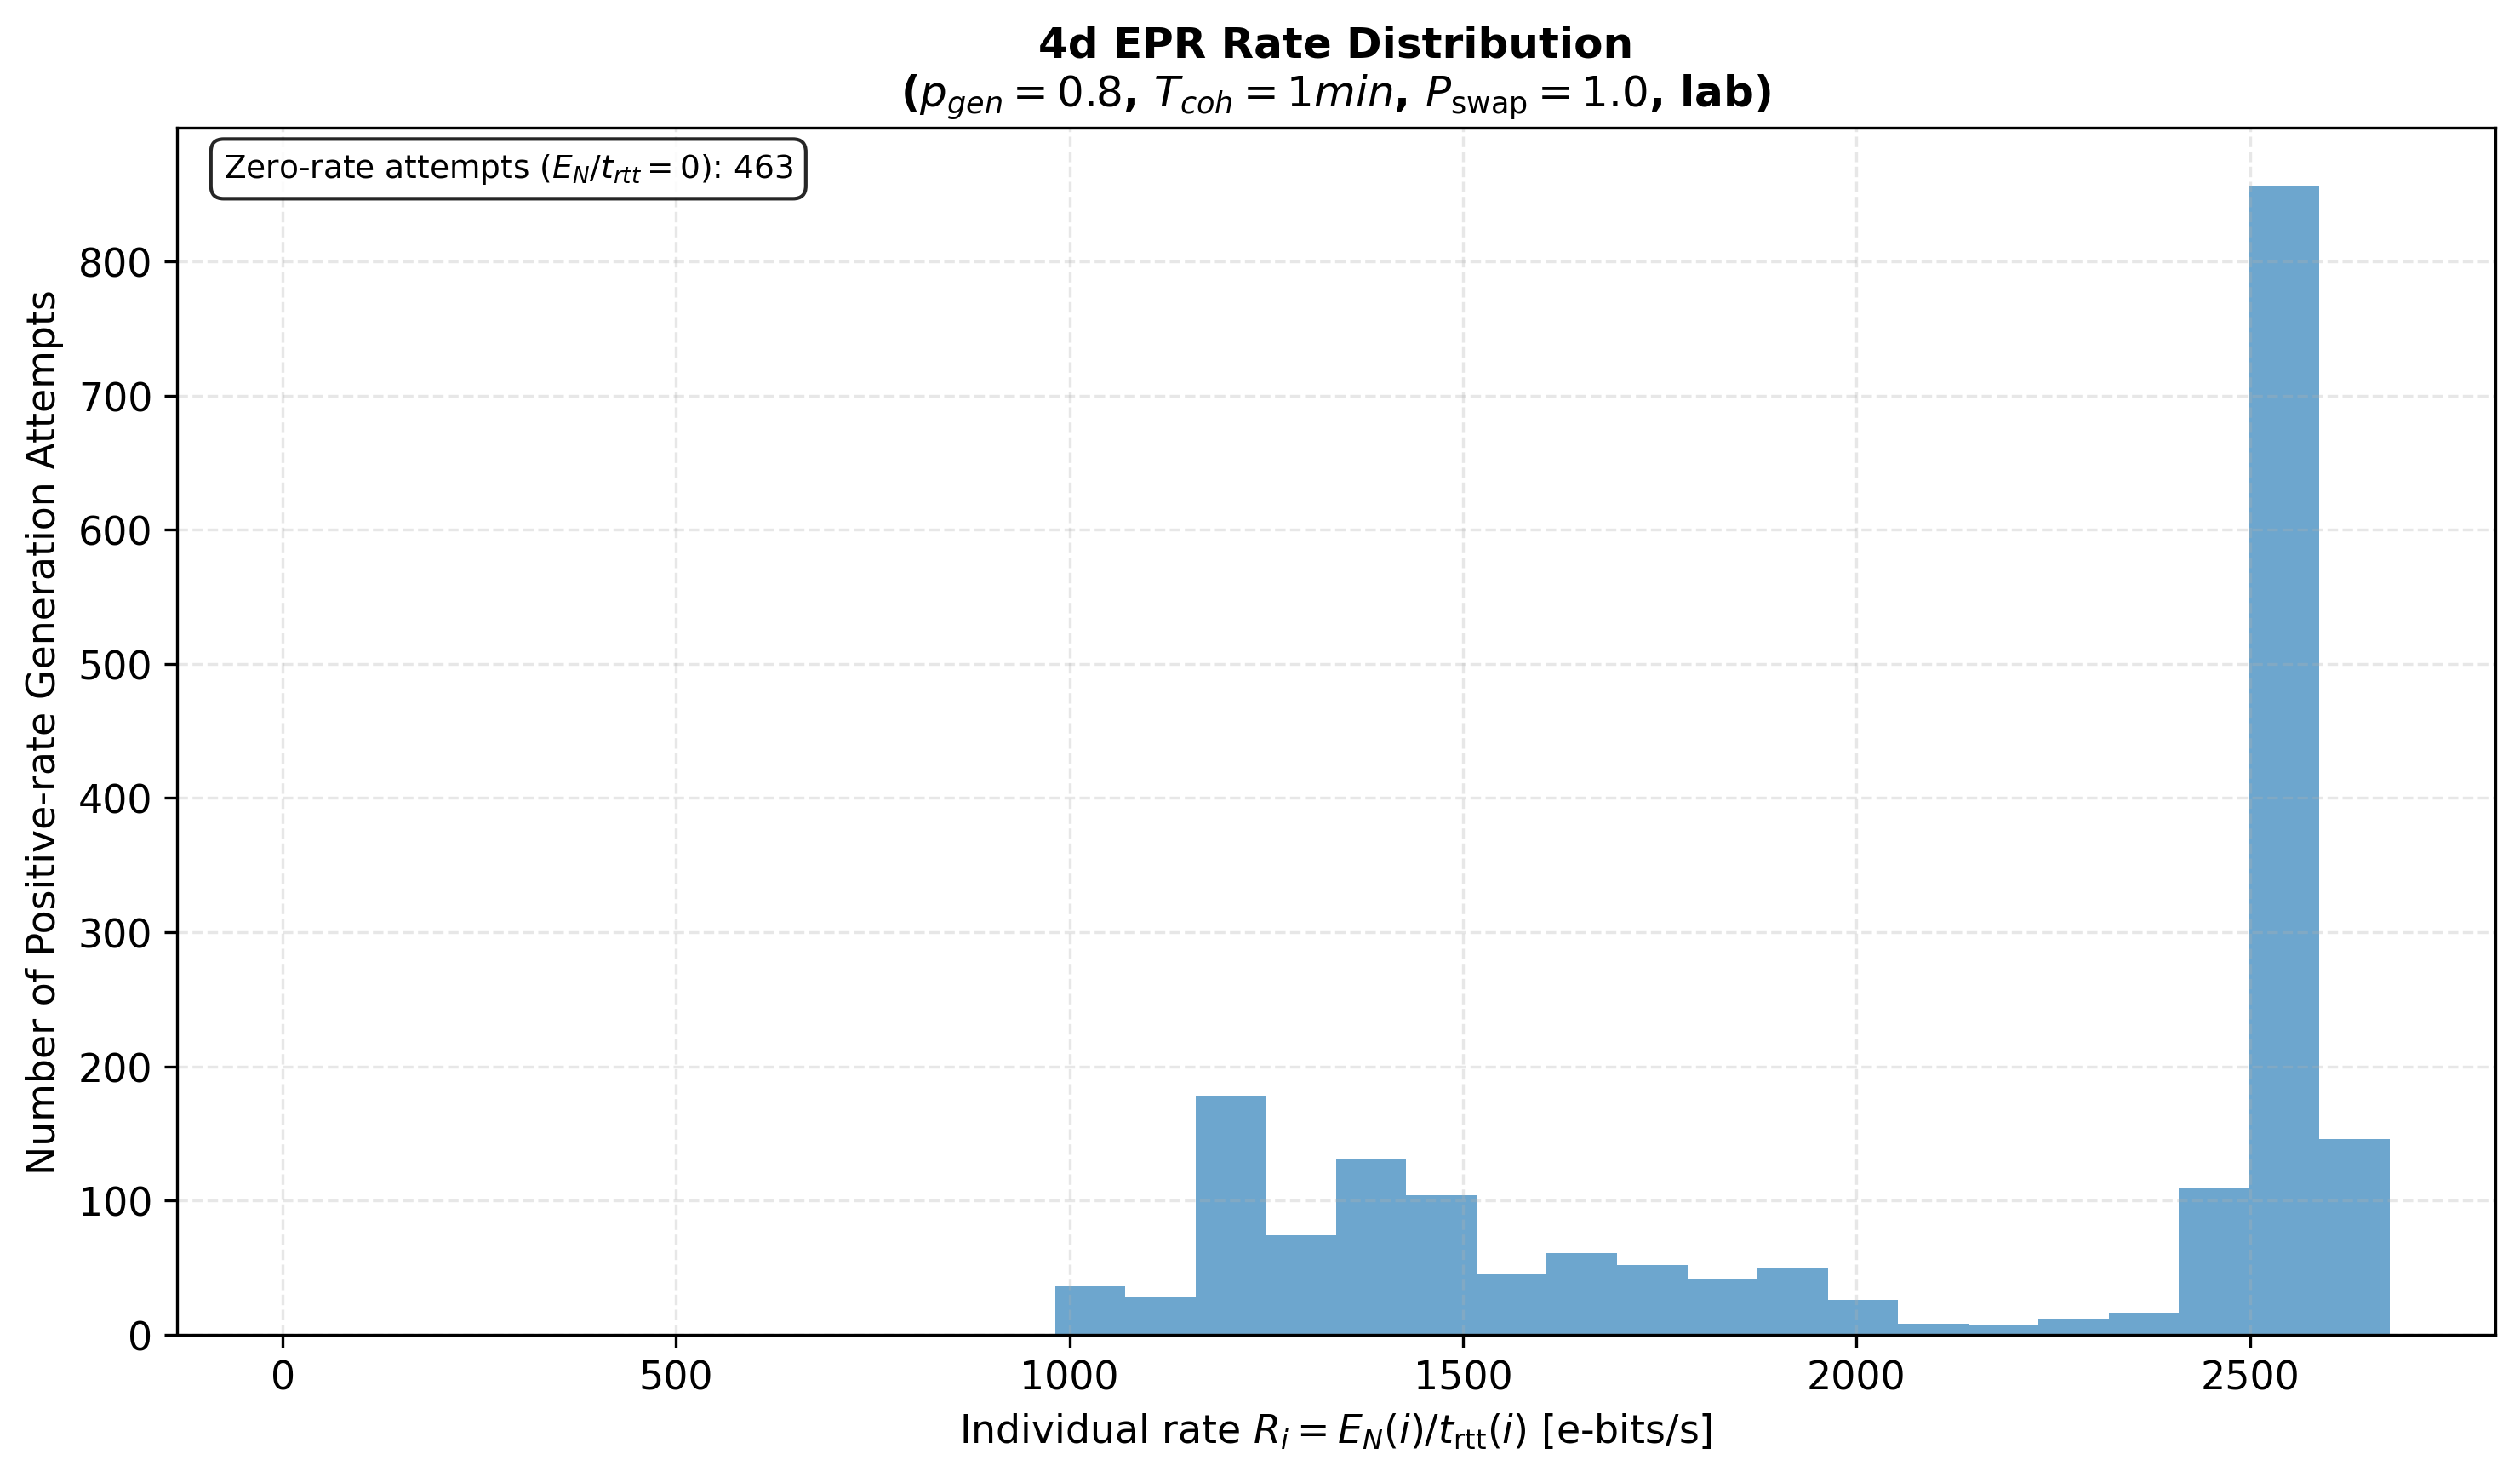 4d EPR Rate Distribution
(p_gen = 0.8, T_coh = 1min, P_swap = 1.0, lab)
Zero-rate attempts (E_N/t_rtt = 0): 463
Number of Positive-rate Generation Attempts
800
700
600
500
400
300
200
100
0
0 500 1000 1500 2000 2500
Individual rate R_i = E_N(i)/t_rtt(i) [e-bits/s]